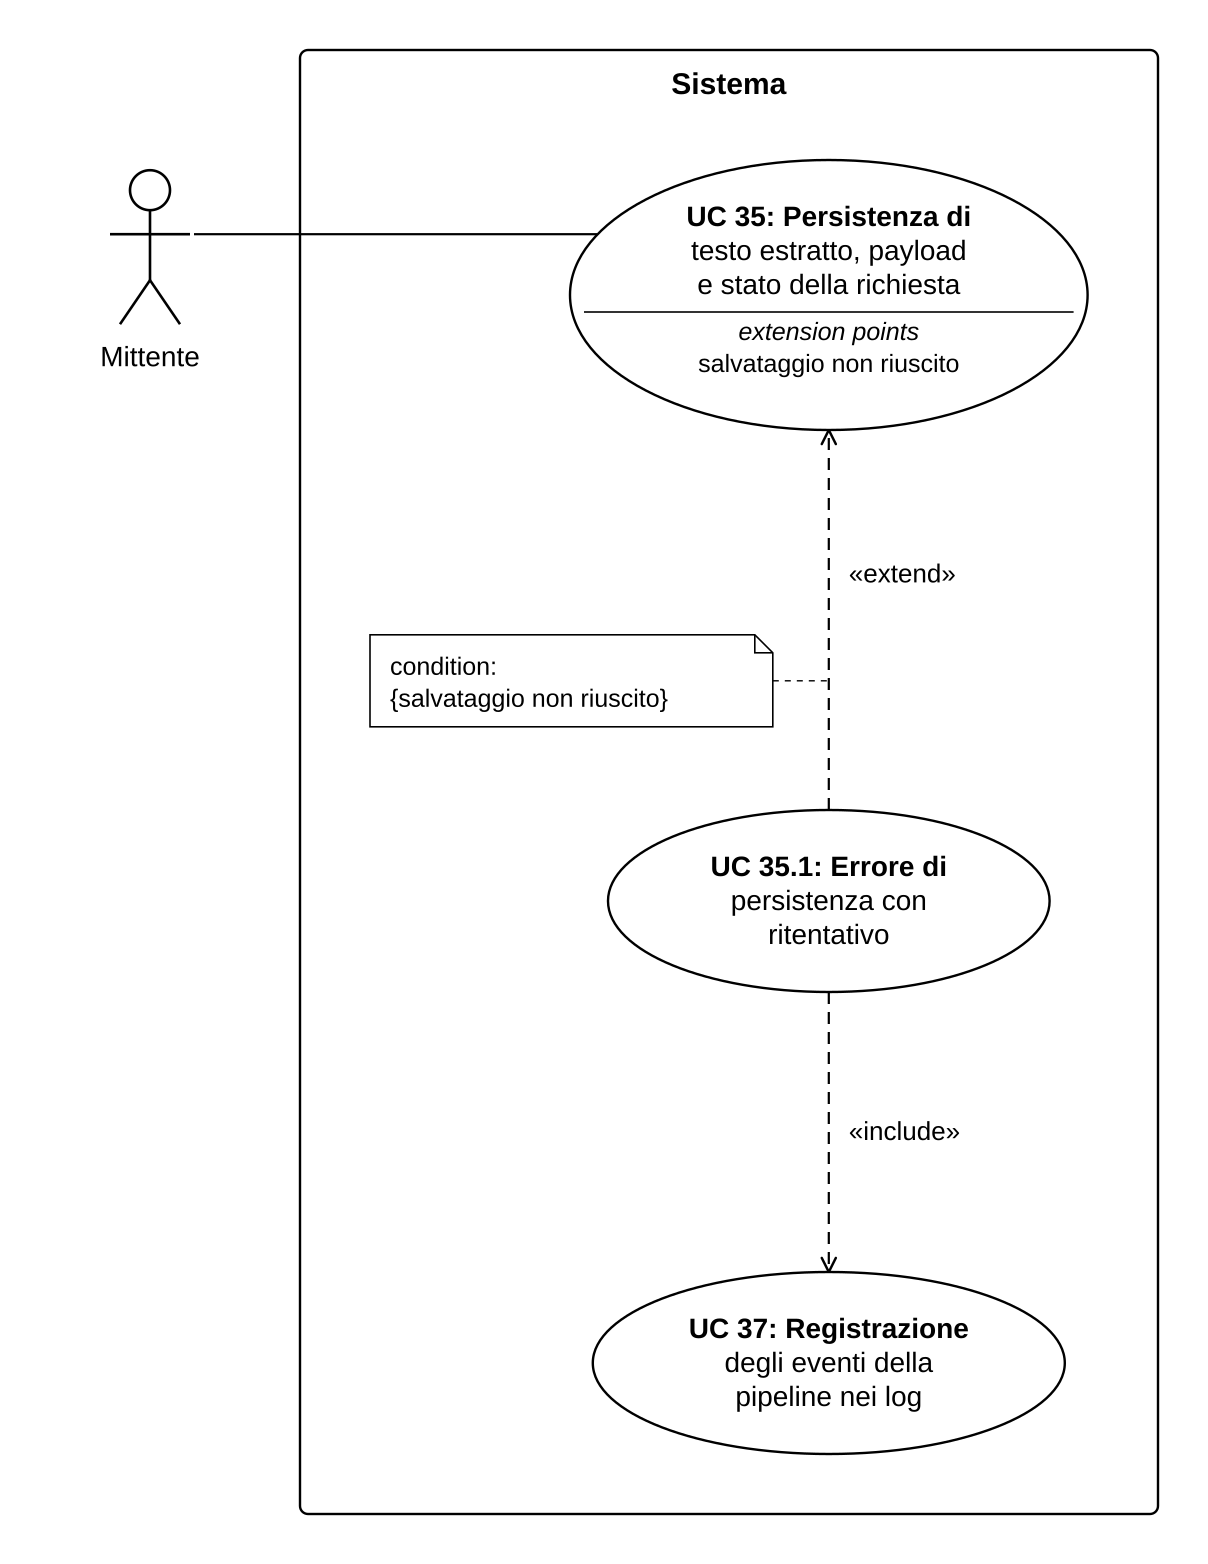 Sistema
Mittente
UC 35: Persistenza di
testo estratto, payload
e stato della richiesta
extension points
salvataggio non riuscito
«extend»
condition:
{salvataggio non riuscito}
UC 35.1: Errore di
persistenza con
ritentativo
«include»
UC 37: Registrazione
degli eventi della
pipeline nei log